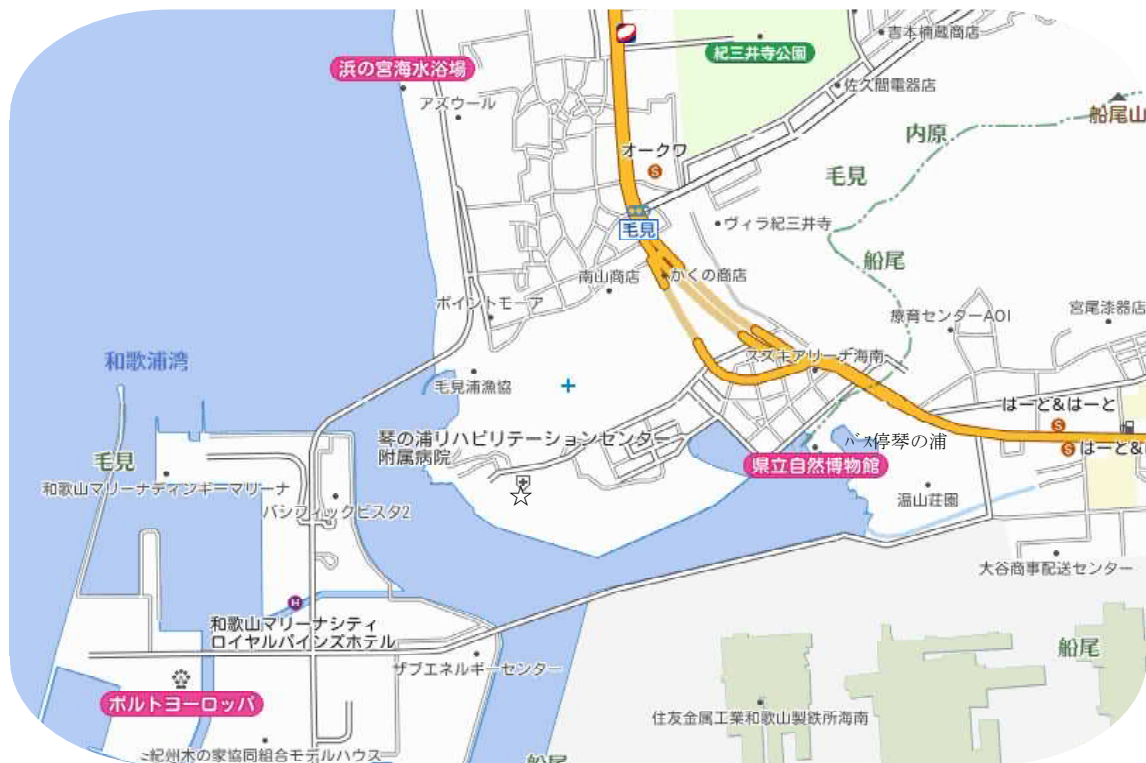 吉本楠蔵商店
紀三井寺公園
浜の宮海水浴場
佐久間電器店
アズウール
船尾山
内原
オークワ
S
毛見
毛見
ヴィラ紀三井寺
船尾
南山商店
かくの商店
ポイントモーア
療育センターAOI
宮尾漆器店
和歌浦湾
スズキアリーナ海南
毛見浦漁協
はーと&はーと
S
琴の浦リハビリテーションセンター
附属病院
バス停琴の浦
S
はーと&
県立自然博物館
毛見
和歌山マリーナディンギーマリーナ
☆
温山荘園
パシフィックビスタ2
大谷商事配送センター
H
和歌山マリーナシティ
ロイヤルパインズホテル
船尾
ザブエネルギーセンター
ポルトヨーロッパ
住友金属工業和歌山製鉄所海南
紀州木の家協同組合モデルハウス
船尾